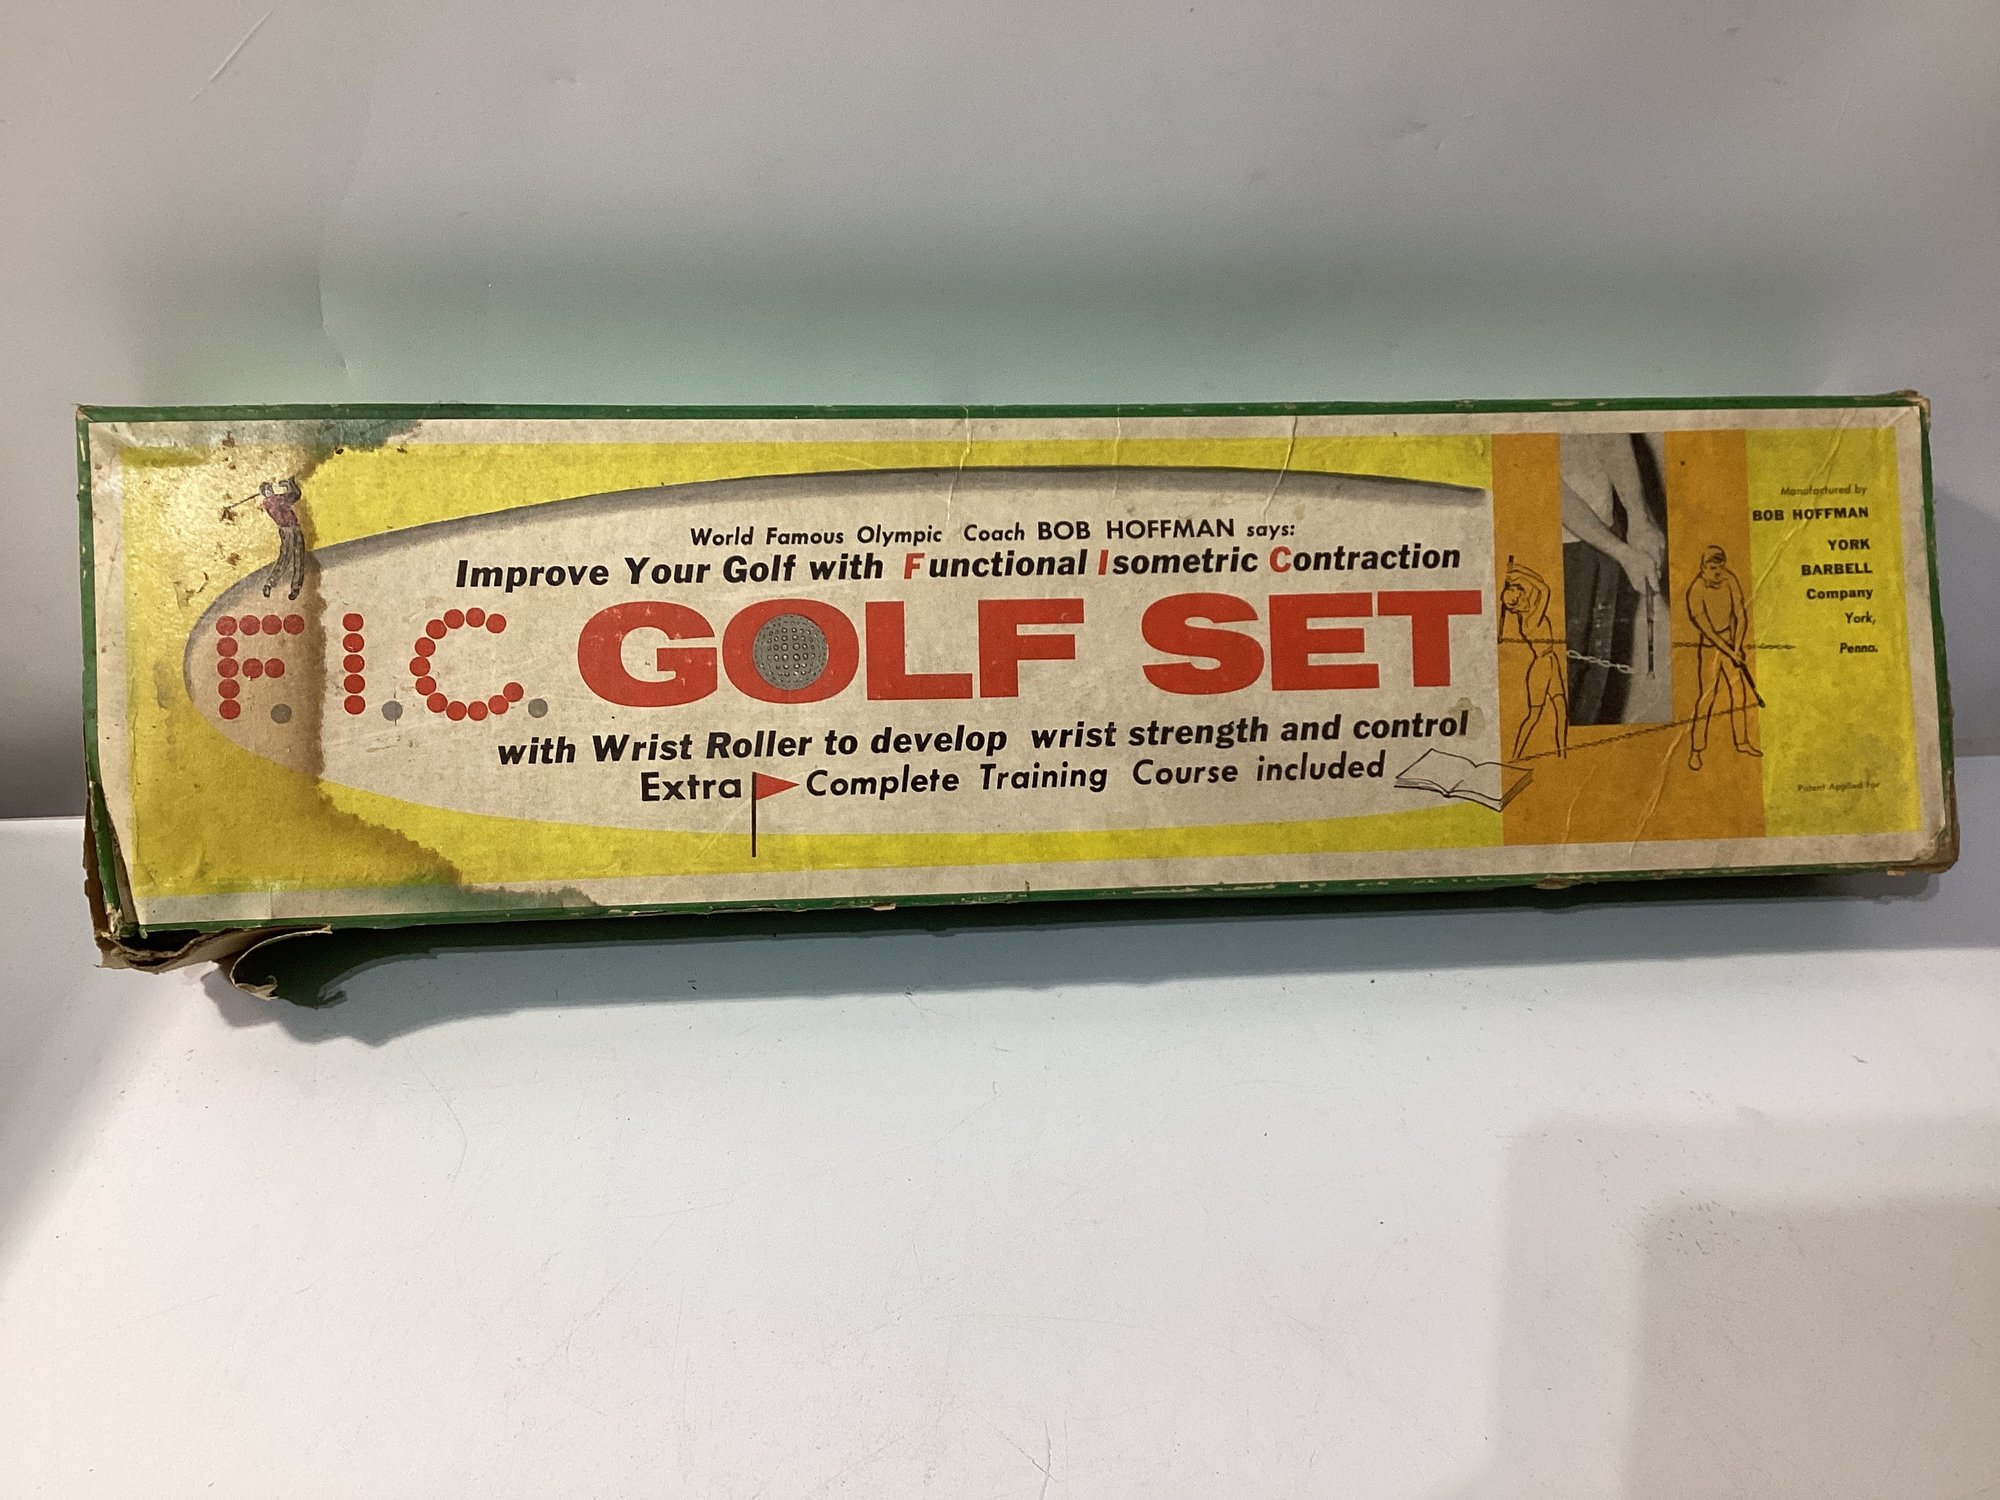 World Famous Olympic Coach BOB HOFFMAN says:
Improve Your Golf with Functional Isometric Contraction
F.I.C. GOLF SET
with Wrist Roller to develop wrist strength and control
Extra Complete Training Course included
Manufactured by
BOB HOFFMAN
YORK
BARBELL
Company
York,
Penna.
Patent Applied For